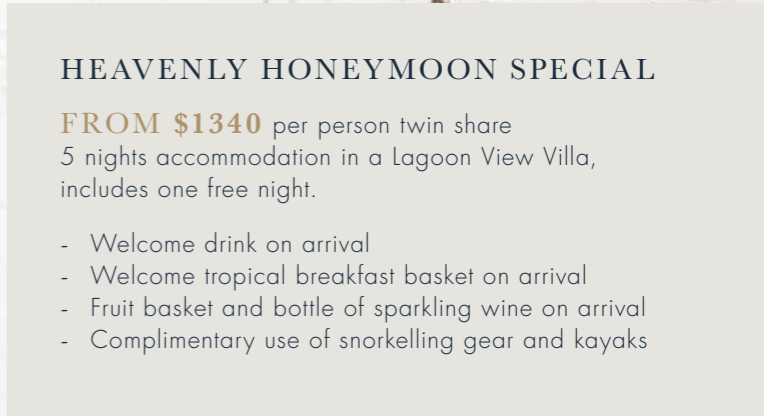 HEAVENLY HONEYMOON SPECIAL
FROM $1340 per person twin share
5 nights accommodation in a Lagoon View Villa,
includes one free night.
- Welcome drink on arrival
- Welcome tropical breakfast basket on arrival
- Fruit basket and bottle of sparkling wine on arrival
- Complimentary use of snorkelling gear and kayaks